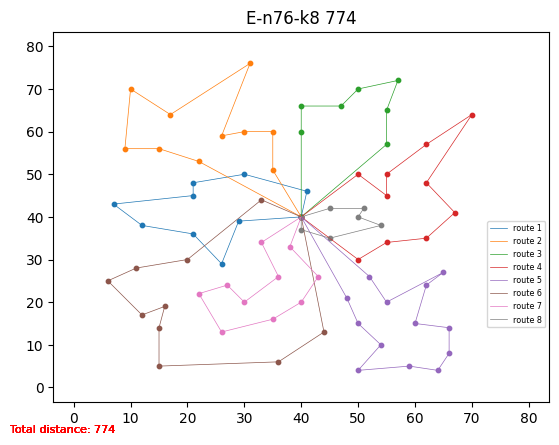 E-n76-k8 774
80
70
60
50
40
30
20
10
0
route 1
route 2
route 3
route 4
route 5
route 6
route 7
route 8
0 10 20 30 40 50 60 70 80
Total distance: 774